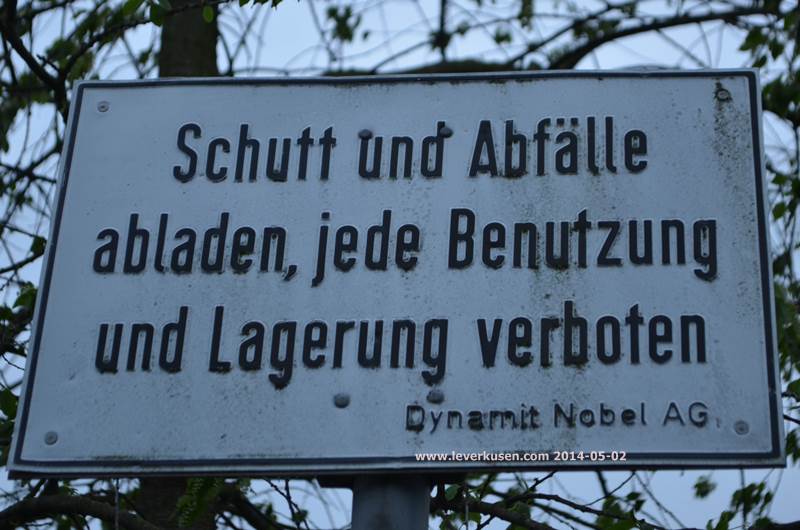 Schutt und Abfälle
abladen, jede Benutzung
und Lagerung verboten
Dynamit Nobel AG.
www.leverkusen.com 2014-05-02